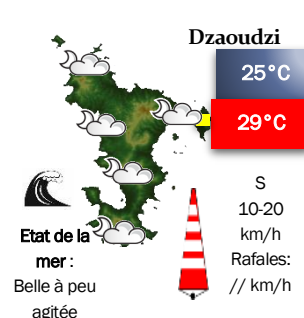 Dzaoudzi
25°C
29°C
S
10-20
km/h
Rafales:
// km/h
Etat de la
mer :
Belle à peu
agitée